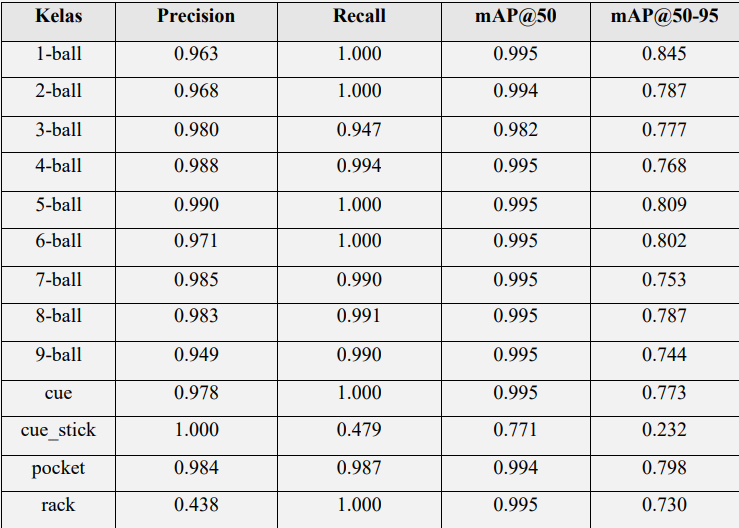 Kelas Precision Recall mAP@50 mAP@50-95
1-ball 0.963 1.000 0.995 0.845
2-ball 0.968 1.000 0.994 0.787
3-ball 0.980 0.947 0.982 0.777
4-ball 0.988 0.994 0.995 0.768
5-ball 0.990 1.000 0.995 0.809
6-ball 0.971 1.000 0.995 0.802
7-ball 0.985 0.990 0.995 0.753
8-ball 0.983 0.991 0.995 0.787
9-ball 0.949 0.990 0.995 0.744
cue 0.978 1.000 0.995 0.773
cue_stick 1.000 0.479 0.771 0.232
pocket 0.984 0.987 0.994 0.798
rack 0.438 1.000 0.995 0.730